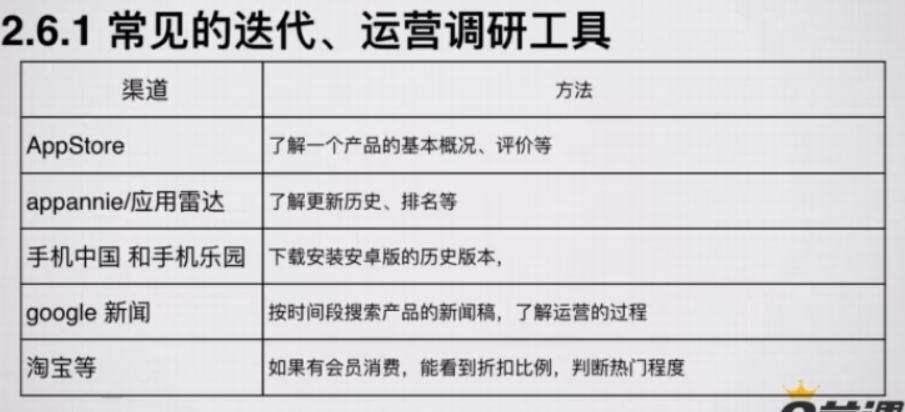 2.6.1 常见的迭代、运营调研工具
渠道 方法
AppStore 了解一个产品的基本概况、评价等
appannie/应用雷达 了解更新历史、排名等
手机中国 和手机乐园 下载安装安卓版的历史版本，
google 新闻 按时间段搜索产品的新闻稿，了解运营的过程
淘宝等 如果有会员消费，能看到折扣比例，判断热门程度